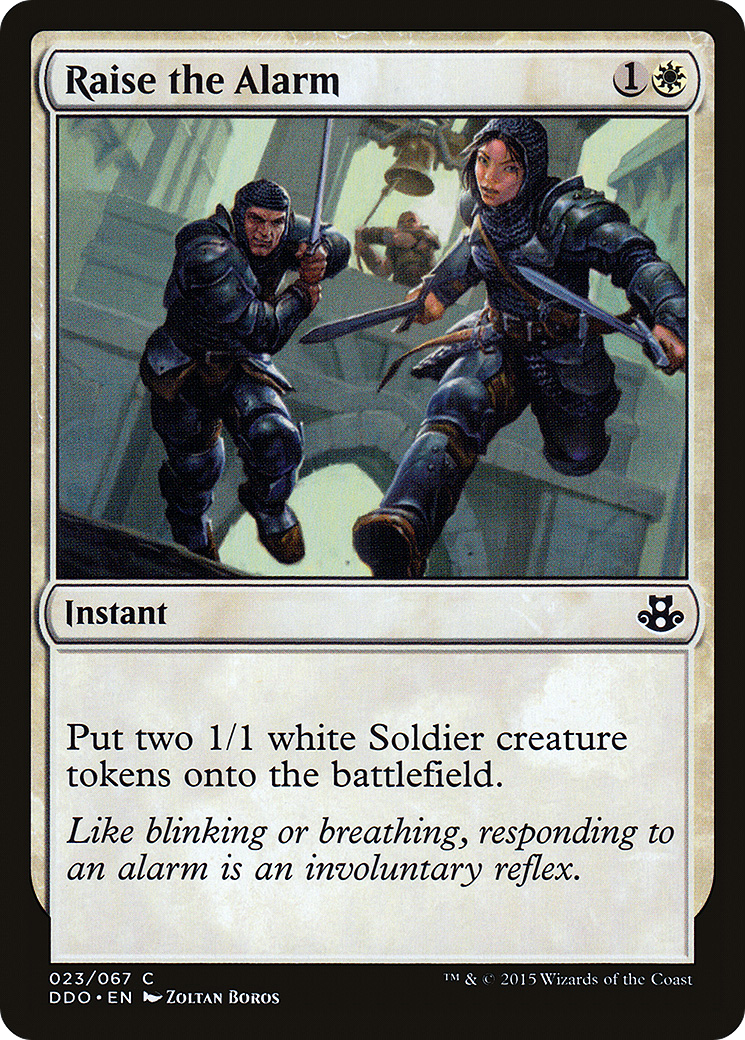 Raise the Alarm 1
Instant
Put two 1/1 white Soldier creature
tokens onto the battlefield.
Like blinking or breathing, responding to
an alarm is an involuntary reflex.
023/067 C ™ & © 2015 Wizards of the Coast
DDO • EN Zoltan Boros